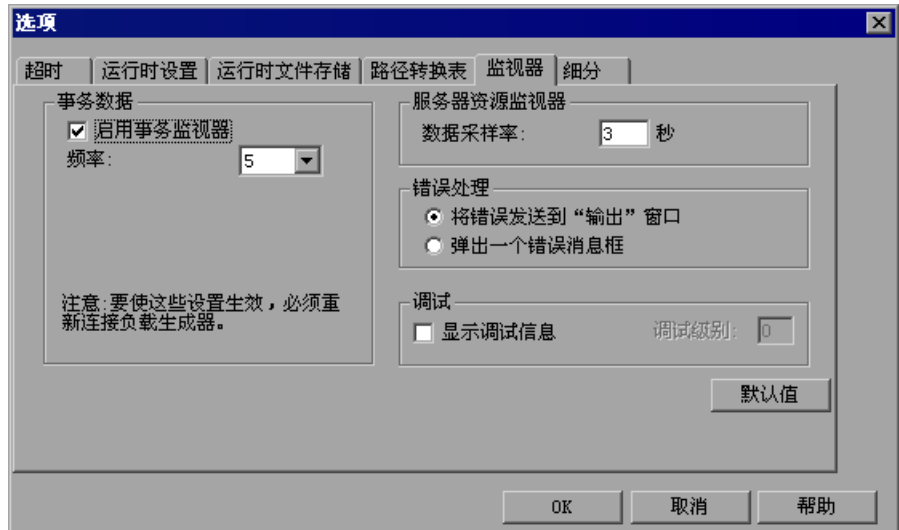 选项
超时 运行时设置 运行时文件存储 路径转换表 监视器 细分
事务数据
启用事务监视器
频率: 5
注意:要使这些设置生效，必须重
新连接负载生成器。
服务器资源监视器
数据采样率: 3 秒
错误处理
将错误发送到“输出”窗口
弹出一个错误消息框
调试
显示调试信息 调试级别: 0
默认值
OK 取消 帮助